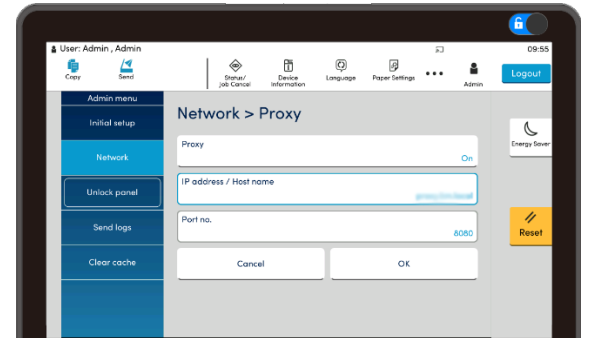 User: Admin , Admin
09:55
Copy
Send
Status/
Job Cancel
Device
Information
Language
Paper Settings
Admin
Logout
Admin menu
Initial setup
Network
Unlock panel
Send logs
Clear cache
Network > Proxy
Proxy
On
IP address / Host name
Port no.
8080
Cancel
OK
Energy Saver
Reset